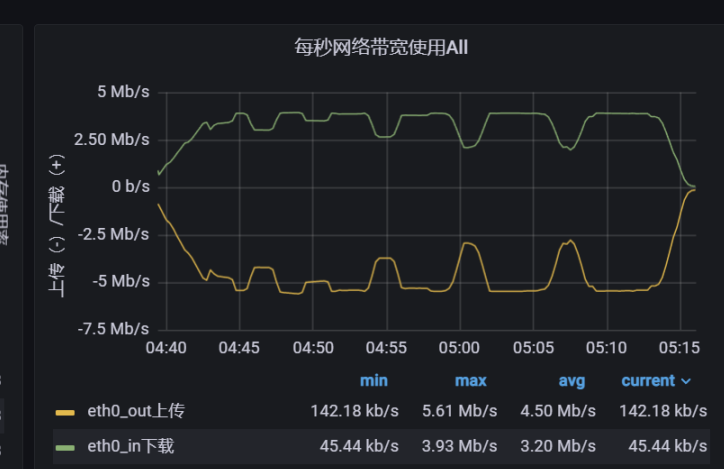 每秒网络带宽使用All
5 Mb/s
2.50 Mb/s
0 b/s
-2.5 Mb/s
-5 Mb/s
-7.5 Mb/s
上传（-）/下载（+）
04:40 04:45 04:50 04:55 05:00 05:05 05:10 05:15
min max avg current
eth0_out上传 142.18 kb/s 5.61 Mb/s 4.50 Mb/s 142.18 kb/s
eth0_in下载 45.44 kb/s 3.93 Mb/s 3.20 Mb/s 45.44 kb/s